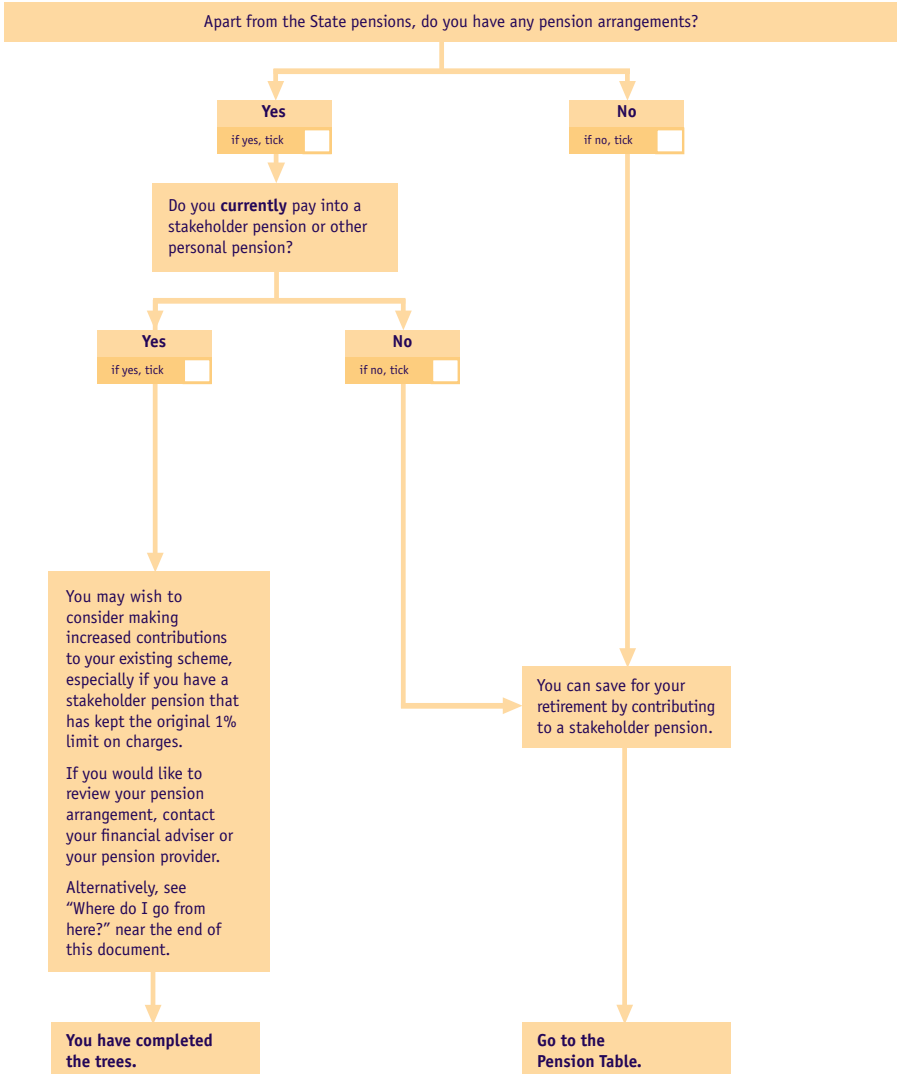 Apart from the State pensions, do you have any pension arrangements?
Yes
if yes, tick
No
if no, tick
Do you currently pay into a
stakeholder pension or other
personal pension?
Yes
if yes, tick
No
if no, tick
You may wish to
consider making
increased contributions
to your existing scheme,
especially if you have a
stakeholder pension that
has kept the original 1%
limit on charges.
If you would like to
review your pension
arrangement, contact
your financial adviser or
your pension provider.
Alternatively, see
“Where do I go from
here?” near the end of
this document.
You can save for your
retirement by contributing
to a stakeholder pension.
You have completed
the trees.
Go to the
Pension Table.